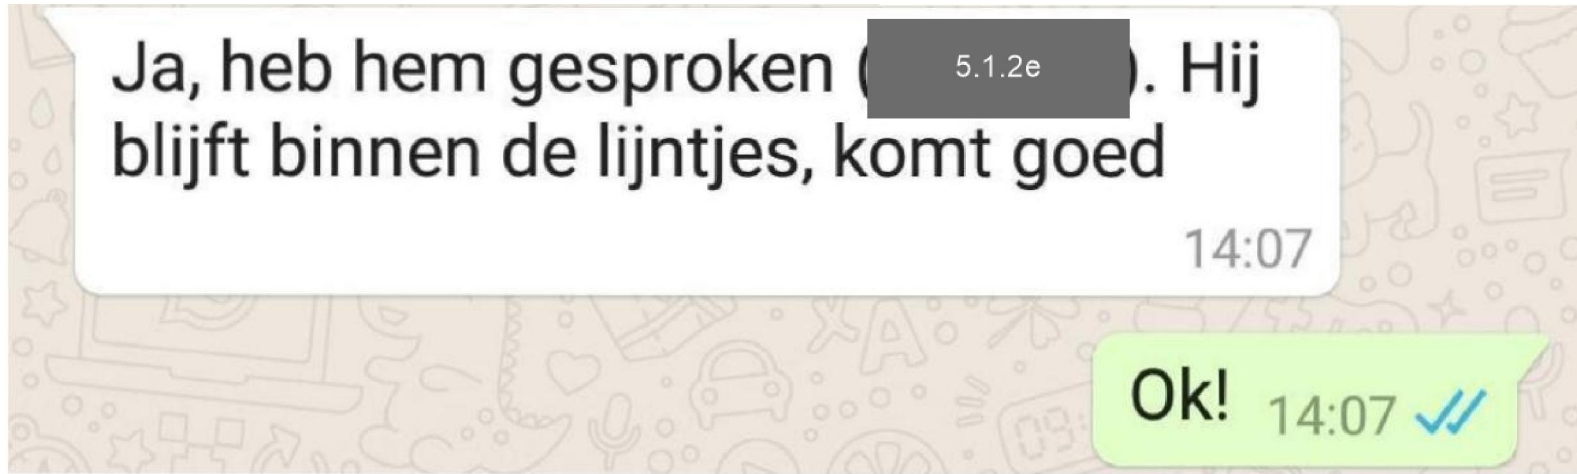 Ja, heb hem gesproken (5.1.2e). Hij
blijft binnen de lijntjes, komt goed
14:07
Ok! 14:07